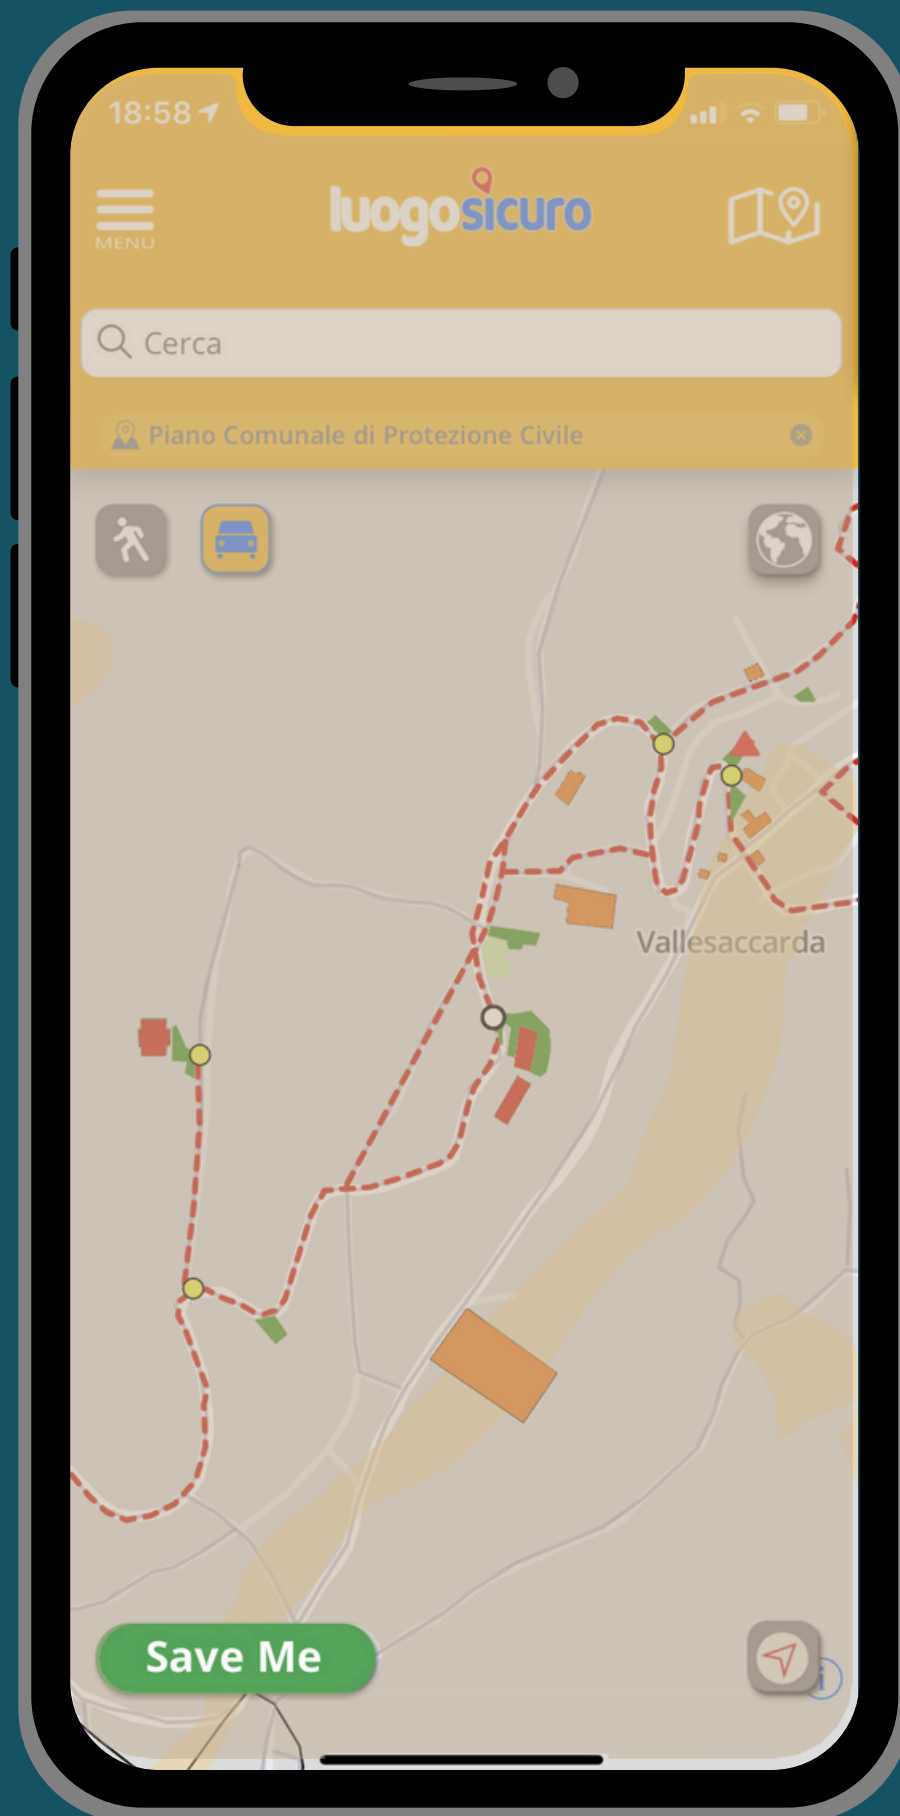 18:58
MENU
luogosicuro
Cerca
Piano Comunale di Protezione Civile
Vallesaccarda
Save Me
i